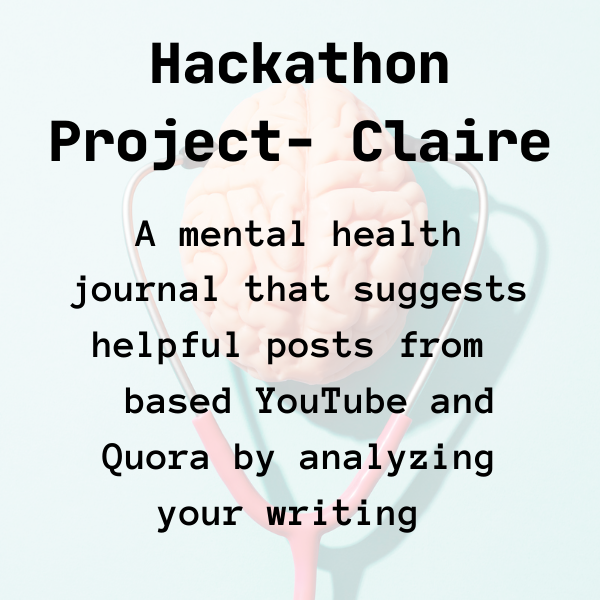 Hackathon
Project- Claire
A mental health
journal that suggests
helpful posts from
based YouTube and
Quora by analyzing
your writing